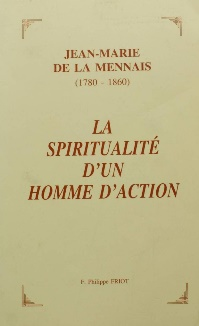 JEAN-MARIE
DE LA MENNAIS
(1780 - 1860)
LA
SPIRITUALITÉ
D'UN
HOMME D'ACTION
F. Philippe FRIOT